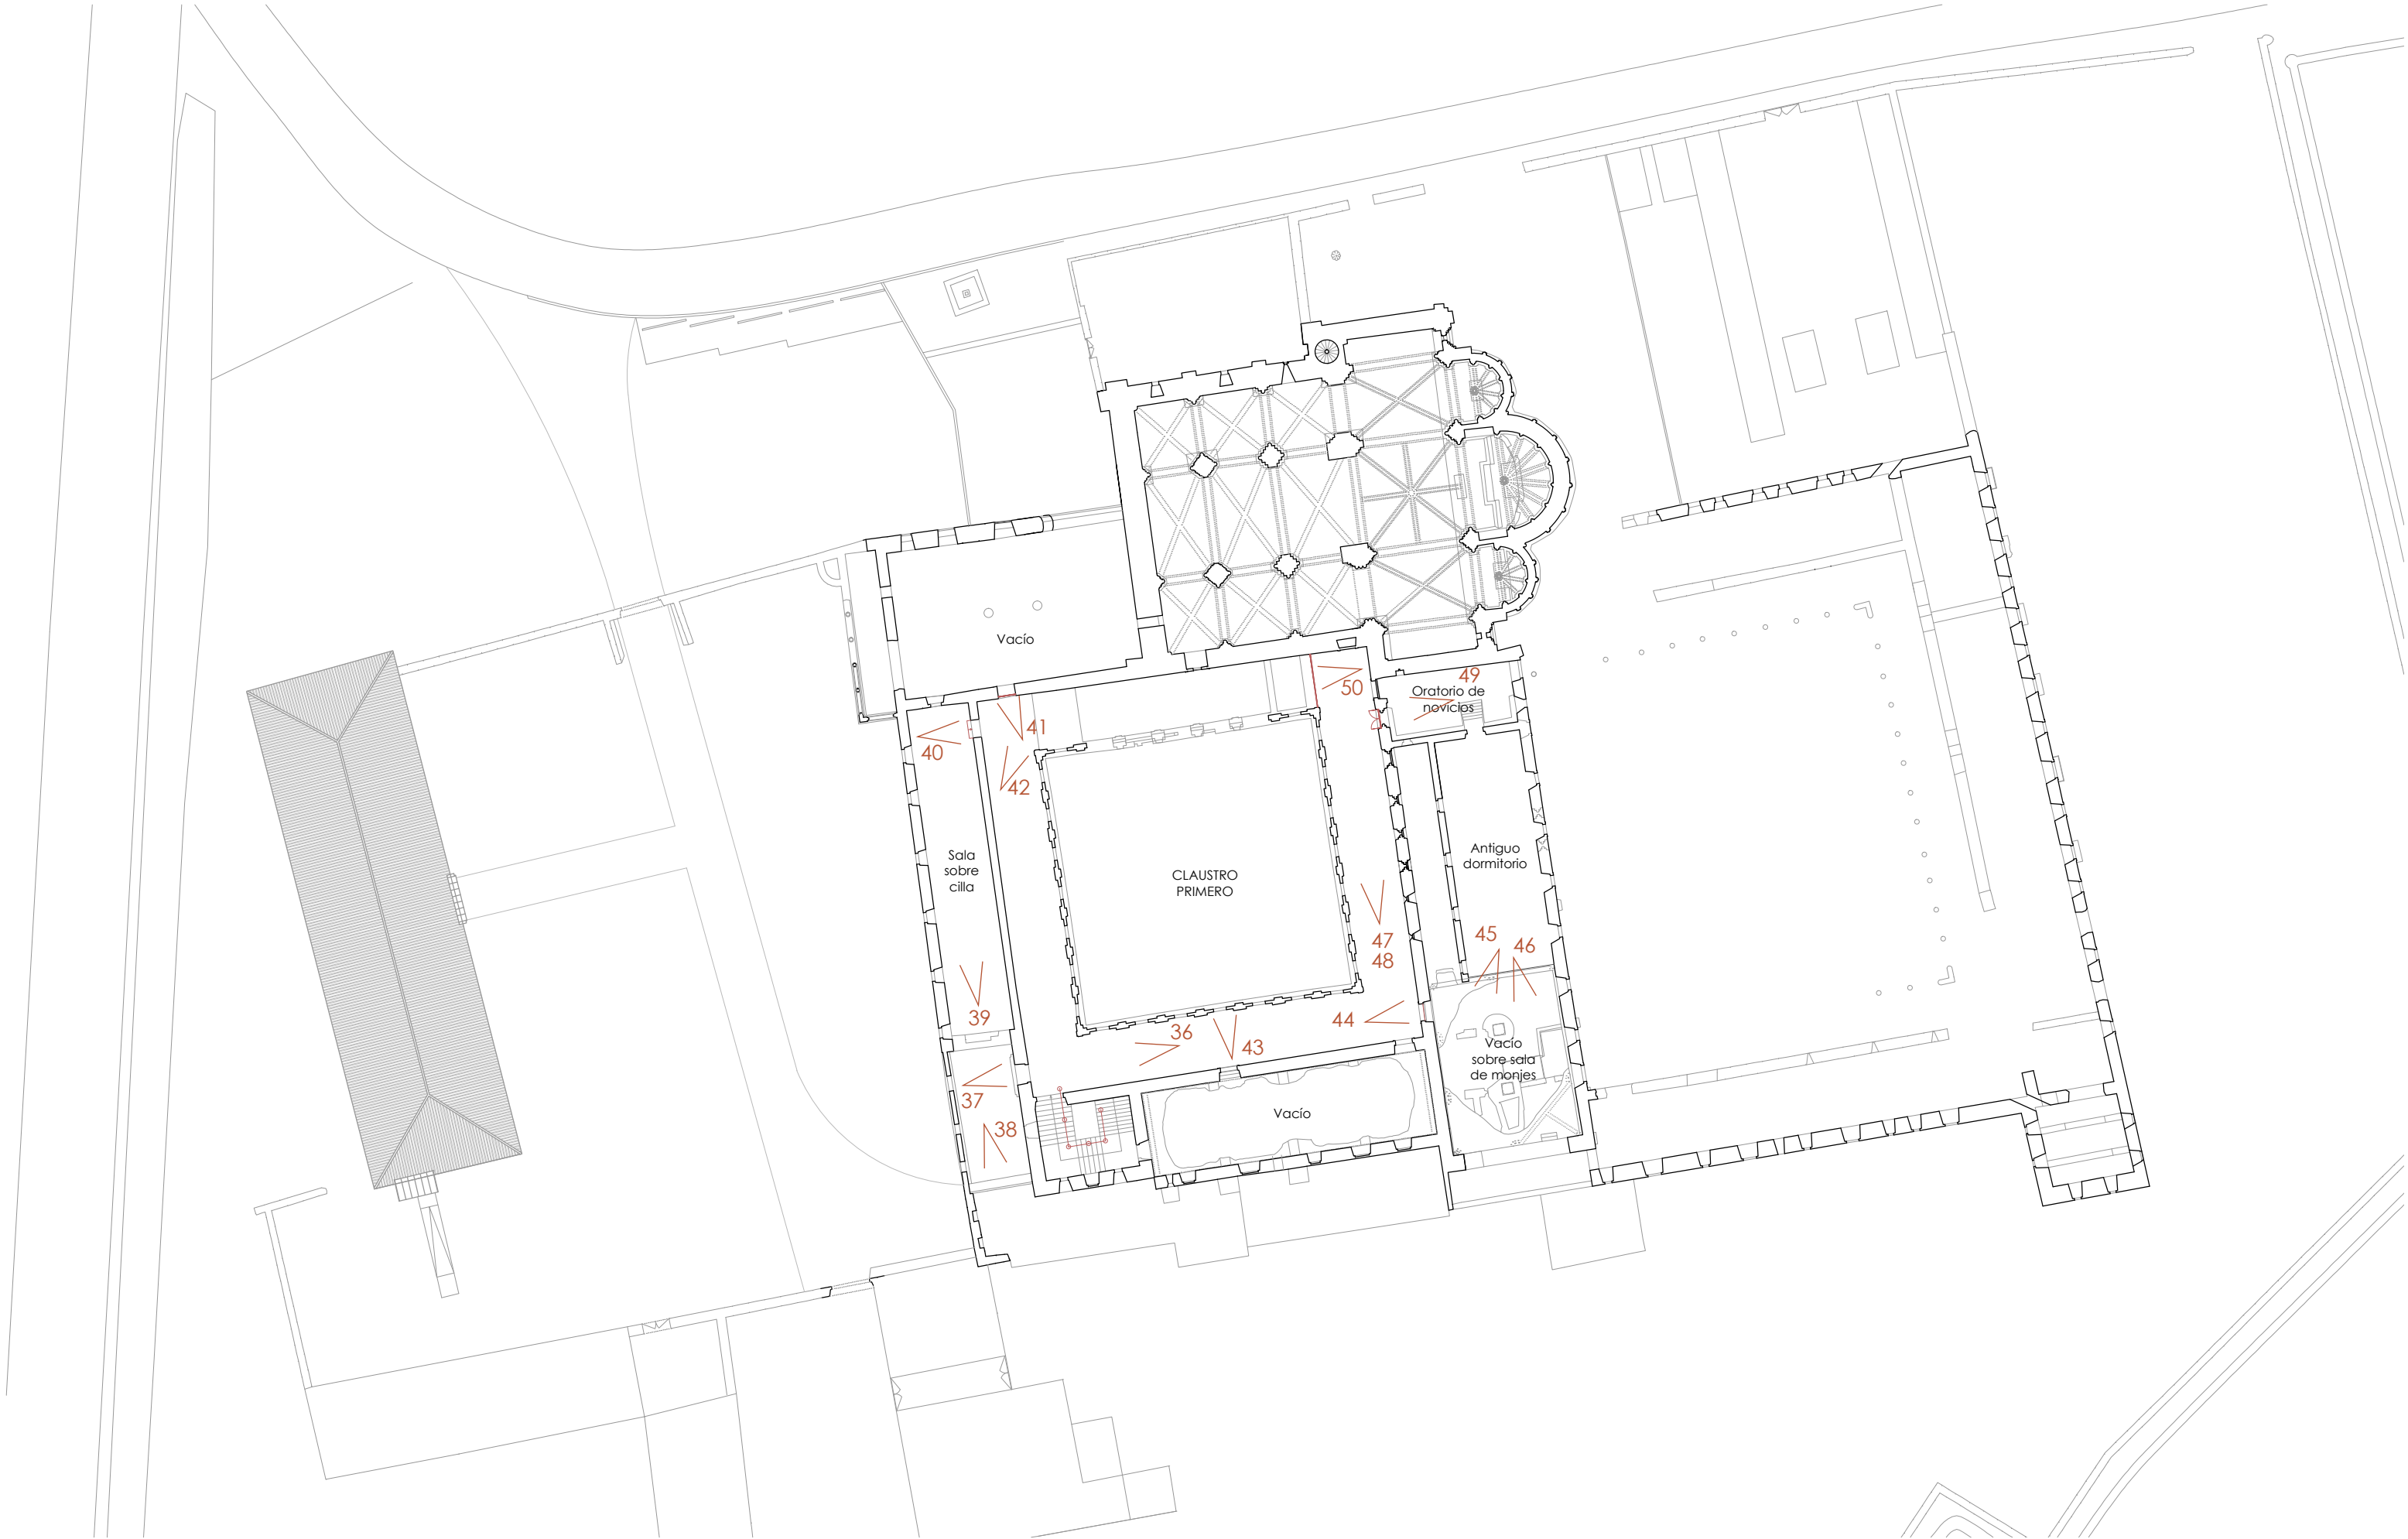 Vacío
49
50
Oratorio de
novicios
41
40
42
Sala
sobre
cilla
Antiguo
dormitorio
CLAUSTRO
PRIMERO
45
46
47
48
39
44
36
43
Vacío
sobre sala
de monjes
37
Vacío
38